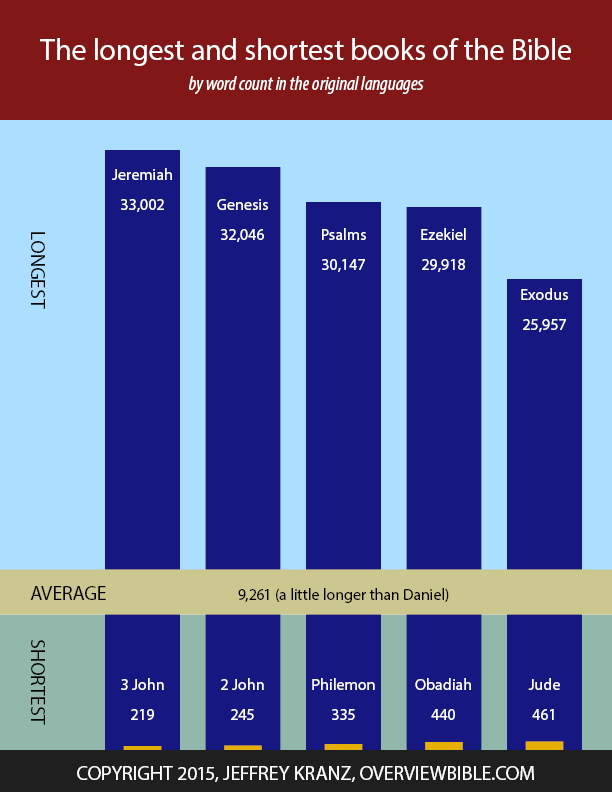 The longest and shortest books of the Bible
by word count in the original languages
LONGEST
Jeremiah
33,002
Genesis
32,046
Psalms
30,147
Ezekiel
29,918
Exodus
25,957
AVERAGE
9,261 (a little longer than Daniel)
SHORTEST
3 John
219
2 John
245
Philemon
335
Obadiah
440
Jude
461
COPYRIGHT 2015, JEFFREY KRANZ, OVERVIEWBIBLE.COM